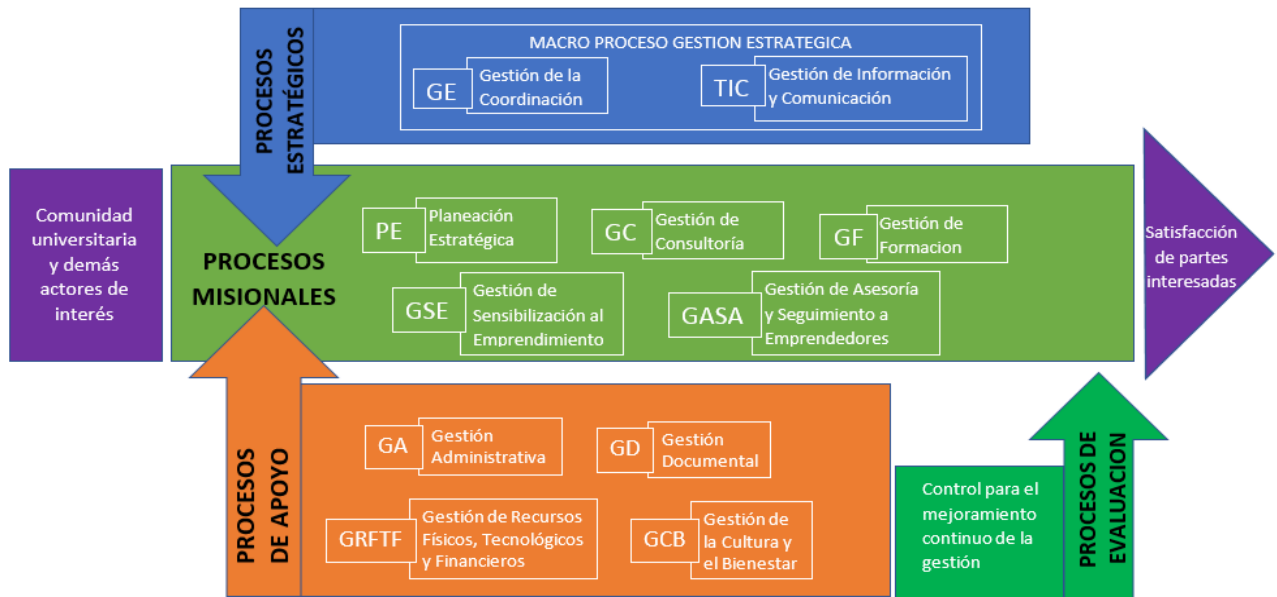 PROCESOS
ESTRATÉGICOS
MACRO PROCESO GESTION ESTRATEGICA
GE
Gestión de la
Coordinación
TIC
Gestión de Información
y Comunicación
Comunidad
universitaria
y demás
actores de
interés
PROCESOS
MISIONALES
PE
Planeación
Estratégica
GC
Gestión de
Consultoría
GF
Gestión de
Formacion
GSE
Gestión de
Sensibilización al
Emprendimiento
GASA
Gestión de Asesoría
y Seguimiento a
Emprendedores
Satisfacción
de partes
interesadas
PROCESOS
DE APOYO
GA
Gestión
Administrativa
GD
Gestión
Documental
GRFTF
Gestión de Recursos
Físicos, Tecnológicos
y Financieros
GCB
Gestión de
la Cultura y
el Bienestar
Control para el
mejoramiento
continuo de la
gestión
PROCESOS DE
EVALUACION